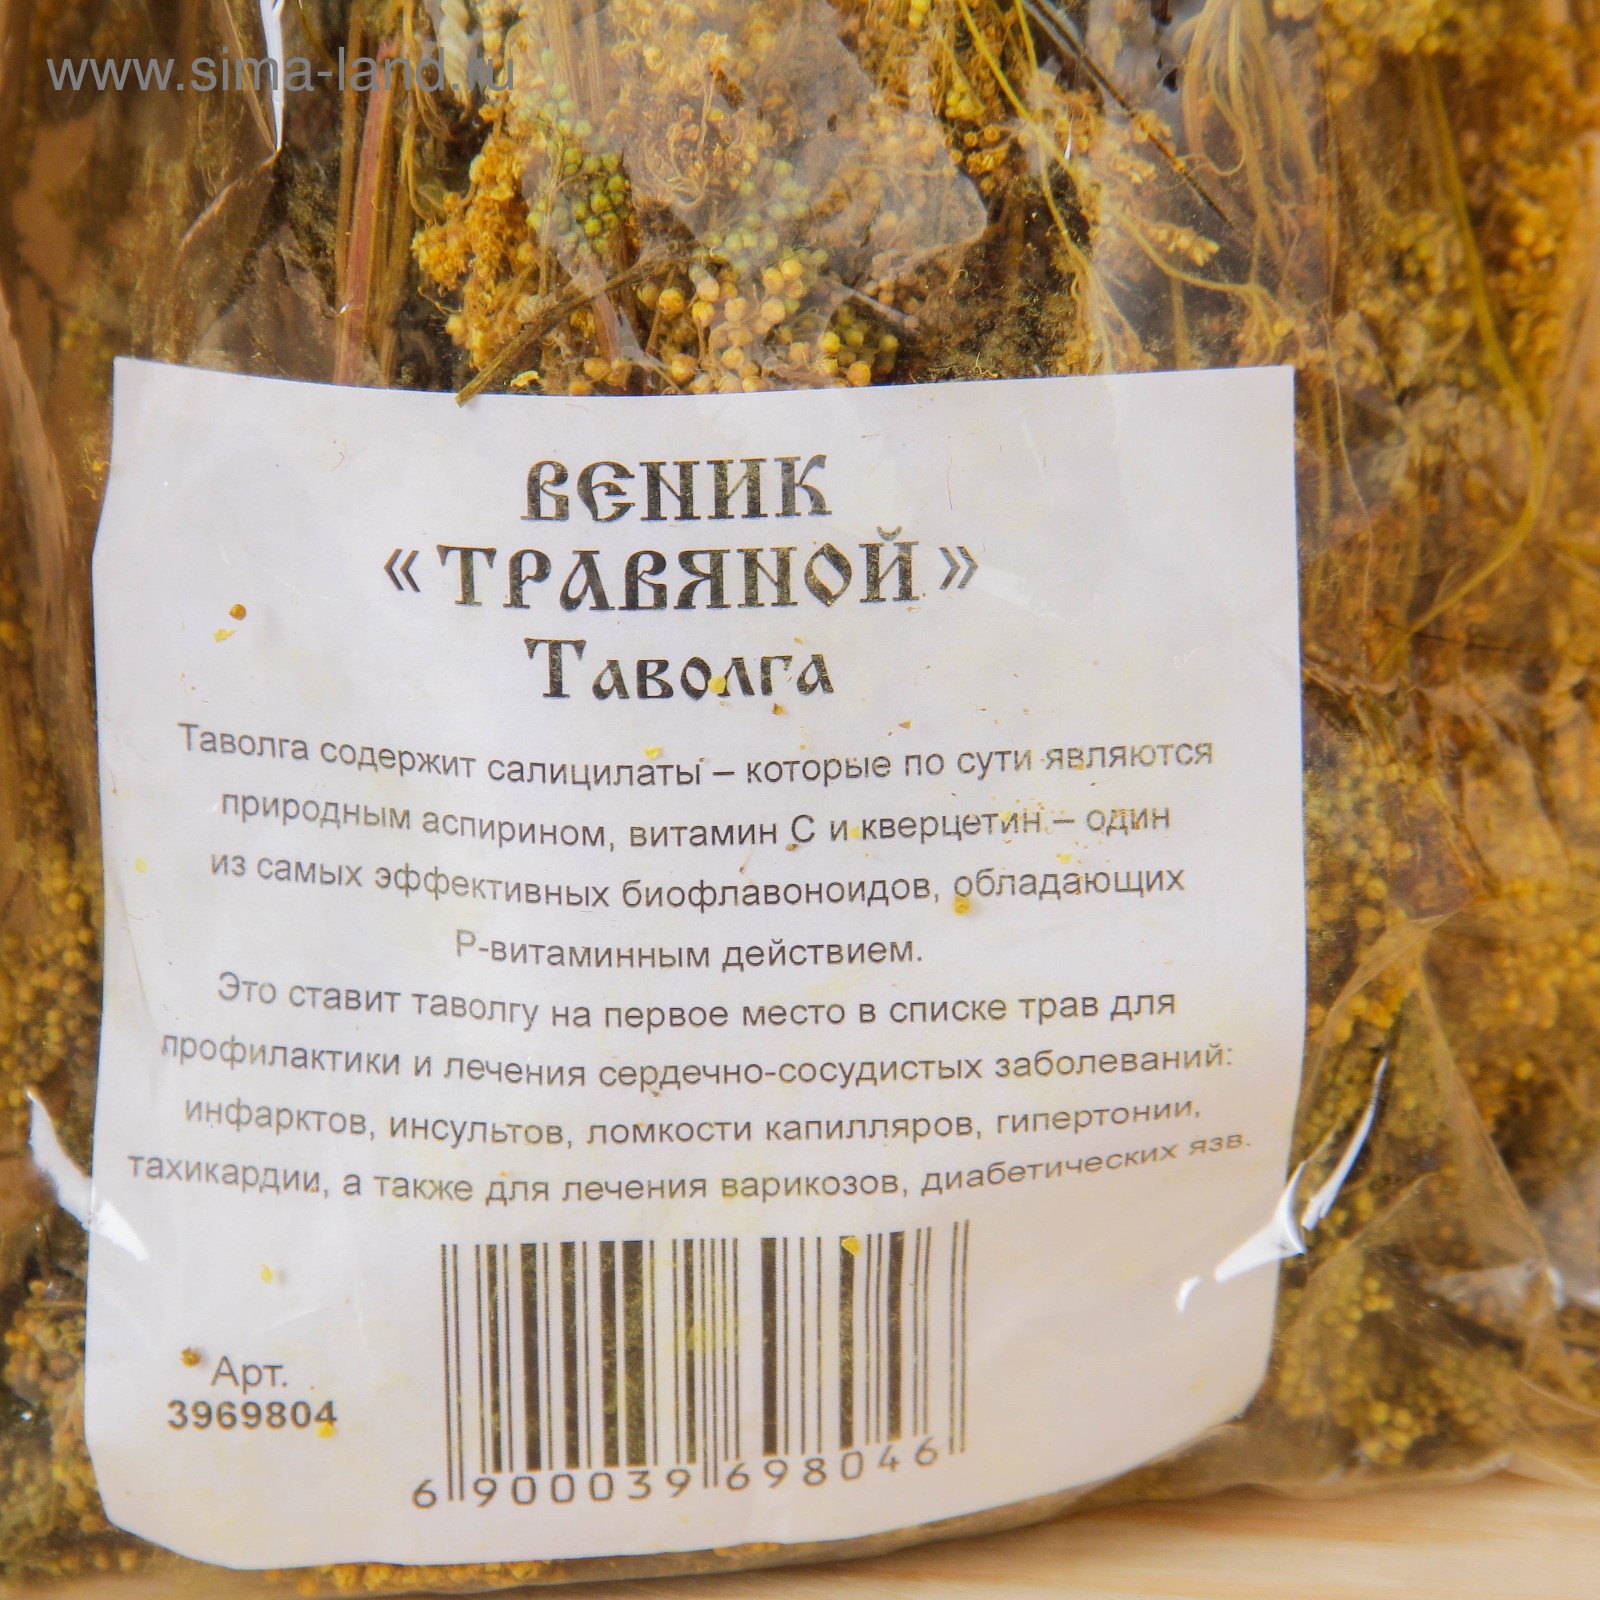 www.sima-land.ru
ВЕНИК
«ТРАВЯНОЙ»
Таволга
Таволга содержит салицилаты – которые по сути являются
природным аспирином, витамин С и кверцетин – один
из самых эффективных биофлавоноидов, обладающих
Р-витаминным действием.
Это ставит таволгу на первое место в списке трав для
профилактики и лечения сердечно-сосудистых заболеваний:
инфарктов, инсультов, ломкости капилляров, гипертонии,
тахикардии, а также для лечения варикозов, диабетических язв.
Арт.
3969804
6 900039 698046